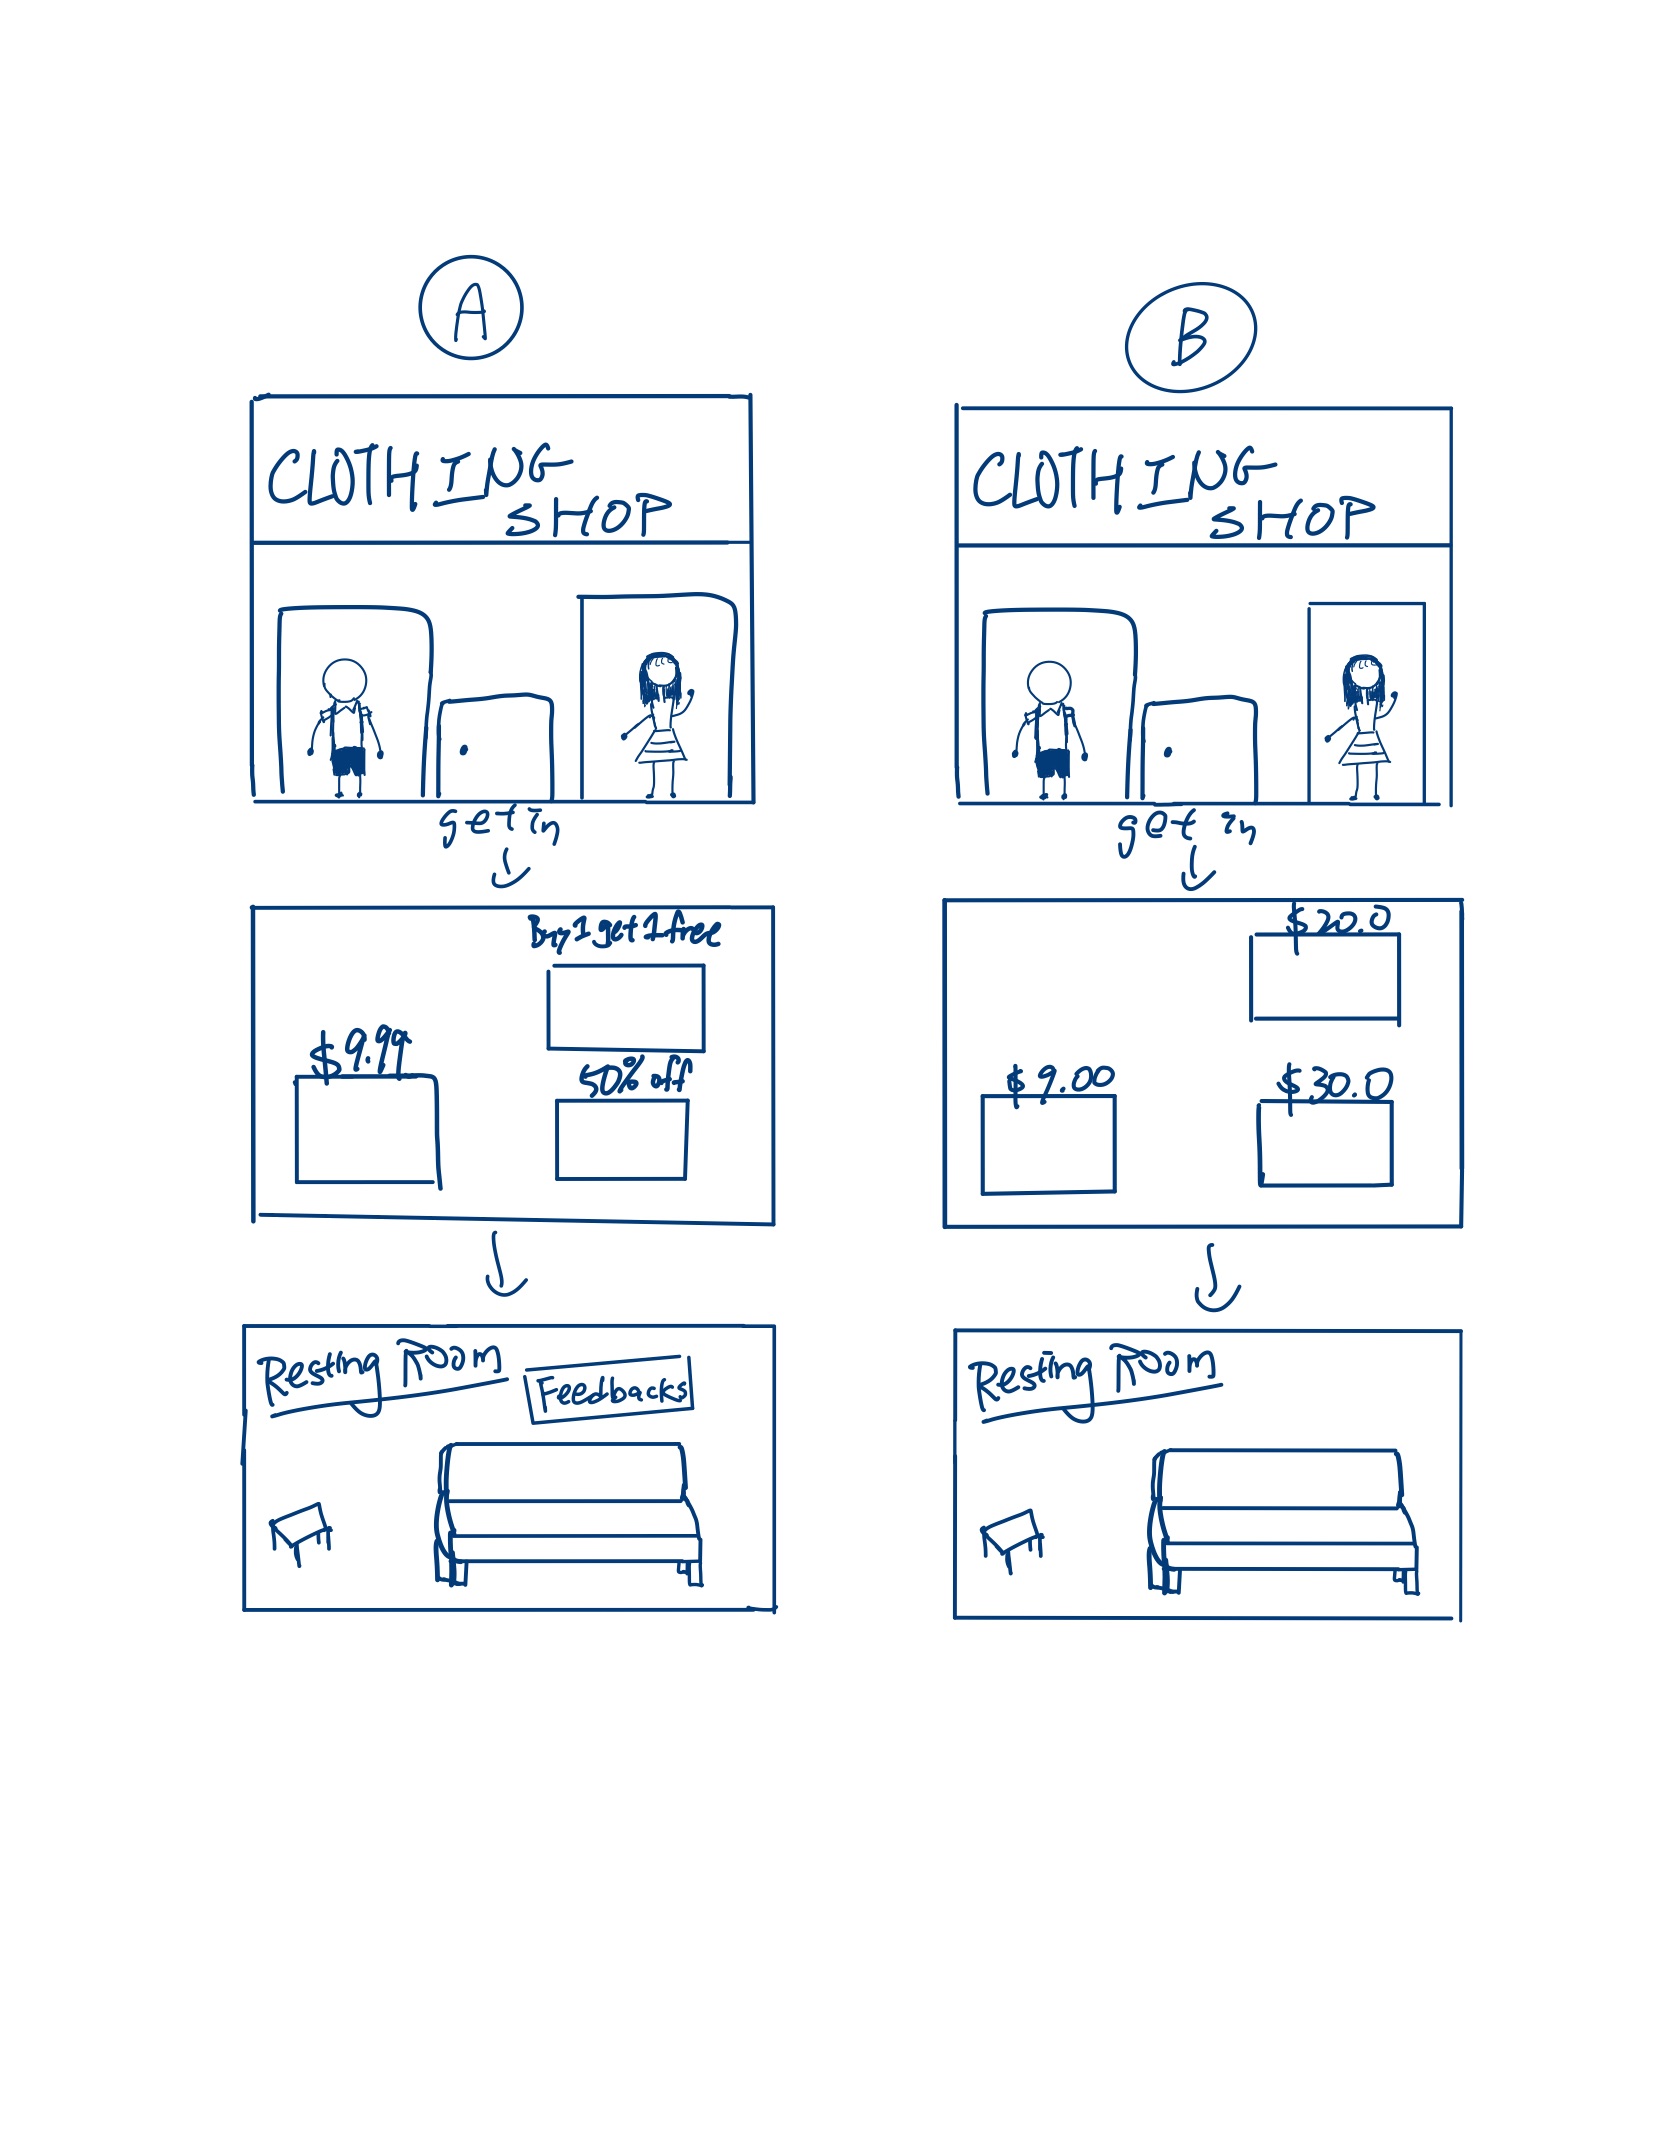 A
CLOTHING
SHOP
get in
Buy 1 get 1 free
$9.99
50% off
Resting Room
Feedbacks
B
CLOTHING
SHOP
get in
$20.0
$9.00
$30.0
Resting Room